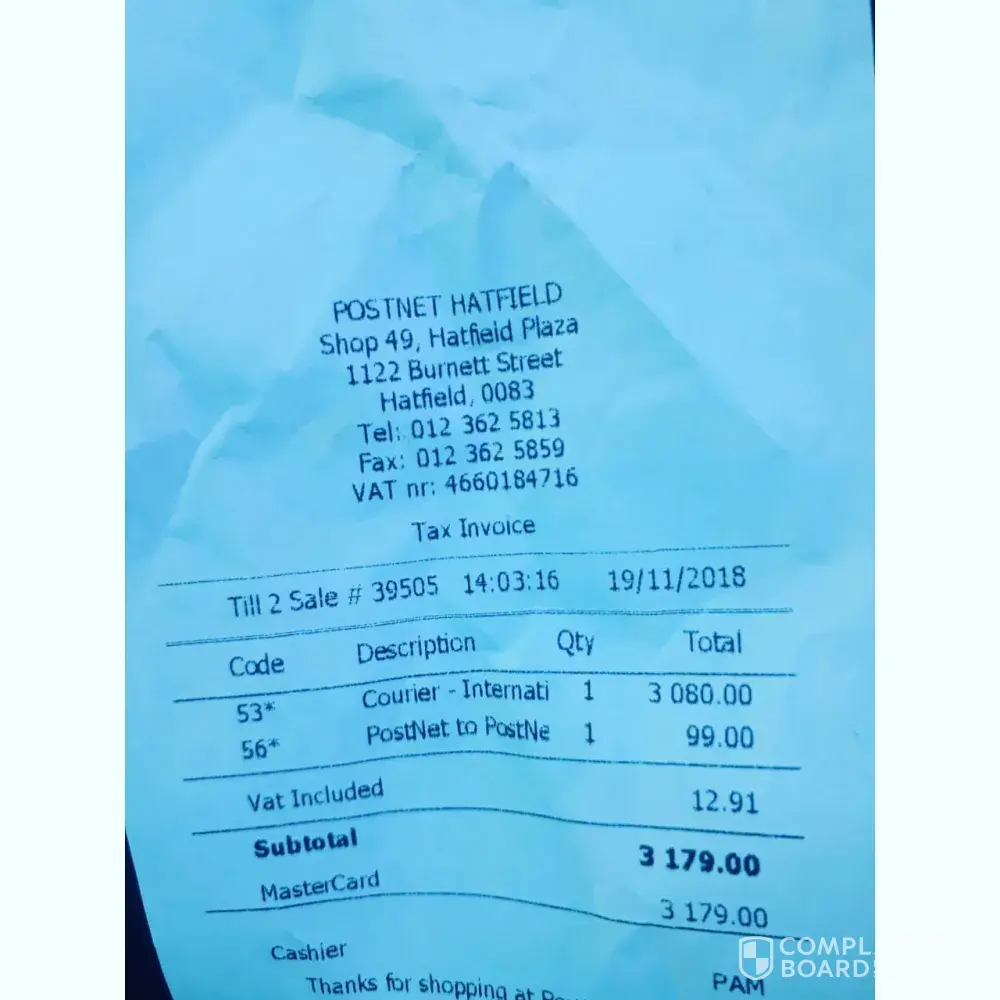 POSTNET HATFIELD
Shop 49, Hatfield Plaza
1122 Burnett Street
Hatfield, 0083
Tel: 012 362 5813
Fax: 012 362 5859
VAT nr: 4660184716
Tax Invoice
Till 2 Sale # 39505 14:03:16 19/11/2018
Code Description Qty Total
53* Courier - Internati 1 3 080.00
56* PostNet to PostNe 1 99.00
Vat Included 12.91
Subtotal 3 179.00
MasterCard 3 179.00
Cashier PAM
Thanks for shopping at
COMPL
BOARD